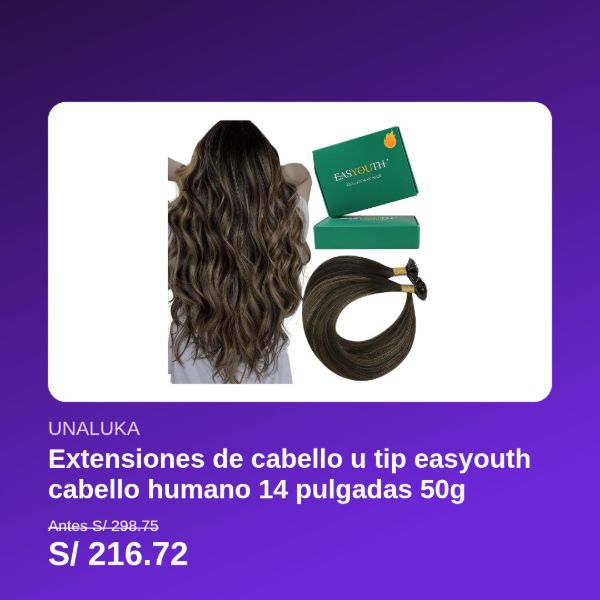 EASYOUTH
UNALUKA
Extensiones de cabello u tip easyouth
cabello humano 14 pulgadas 50g
Antes S/ 298.75
S/ 216.72